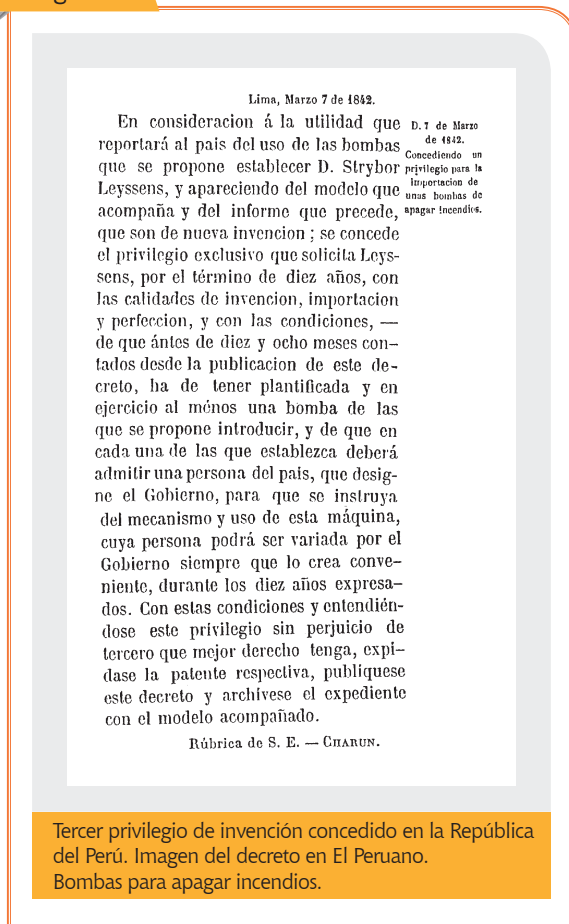 Lima, Marzo 7 de 1842.
En consideracion á la utilidad que
reportará al pais del uso de las bombas
que se propone establecer D. Strybor
Leyssens, y apareciendo del modelo que
acompaña y del informe que precede,
que son de nueva invencion ; se concede
el privilegio exclusivo que solicita Leys-
sens, por el término de diez años, con
las calidades de invencion, importacion
y perfeccion, y con las condiciones, —
de que ántes de diez y ocho meses con-
tados desde la publicacion de este de-
creto, ha de tener plantificada y en
ejercicio al ménos una bomba de las
que se propone introducir, y de que en
cada una de las que establezca deberá
admitir una persona del pais, que desig-
ne el Gobierno, para que se instruya
del mecanismo y uso de esta máquina,
cuya persona podrá ser variada por el
Gobierno siempre que lo crea conve-
niente, durante los diez años expresa-
dos. Con estas condiciones y entendién-
dose este privilegio sin perjuicio de
tercero que mejor derecho tenga, expi-
dase la patente respectiva, publiquese
este decreto y archívese el expediente
con el modelo acompañado.
Rúbrica de S. E. — CHARUN.
D. 7 de Marzo
de 1842.
Concediendo un
privilegio para la
importacion de
unas bombas de
apagar incendios.
Tercer privilegio de invención concedido en la República
del Perú. Imagen del decreto en El Peruano.
Bombas para apagar incendios.